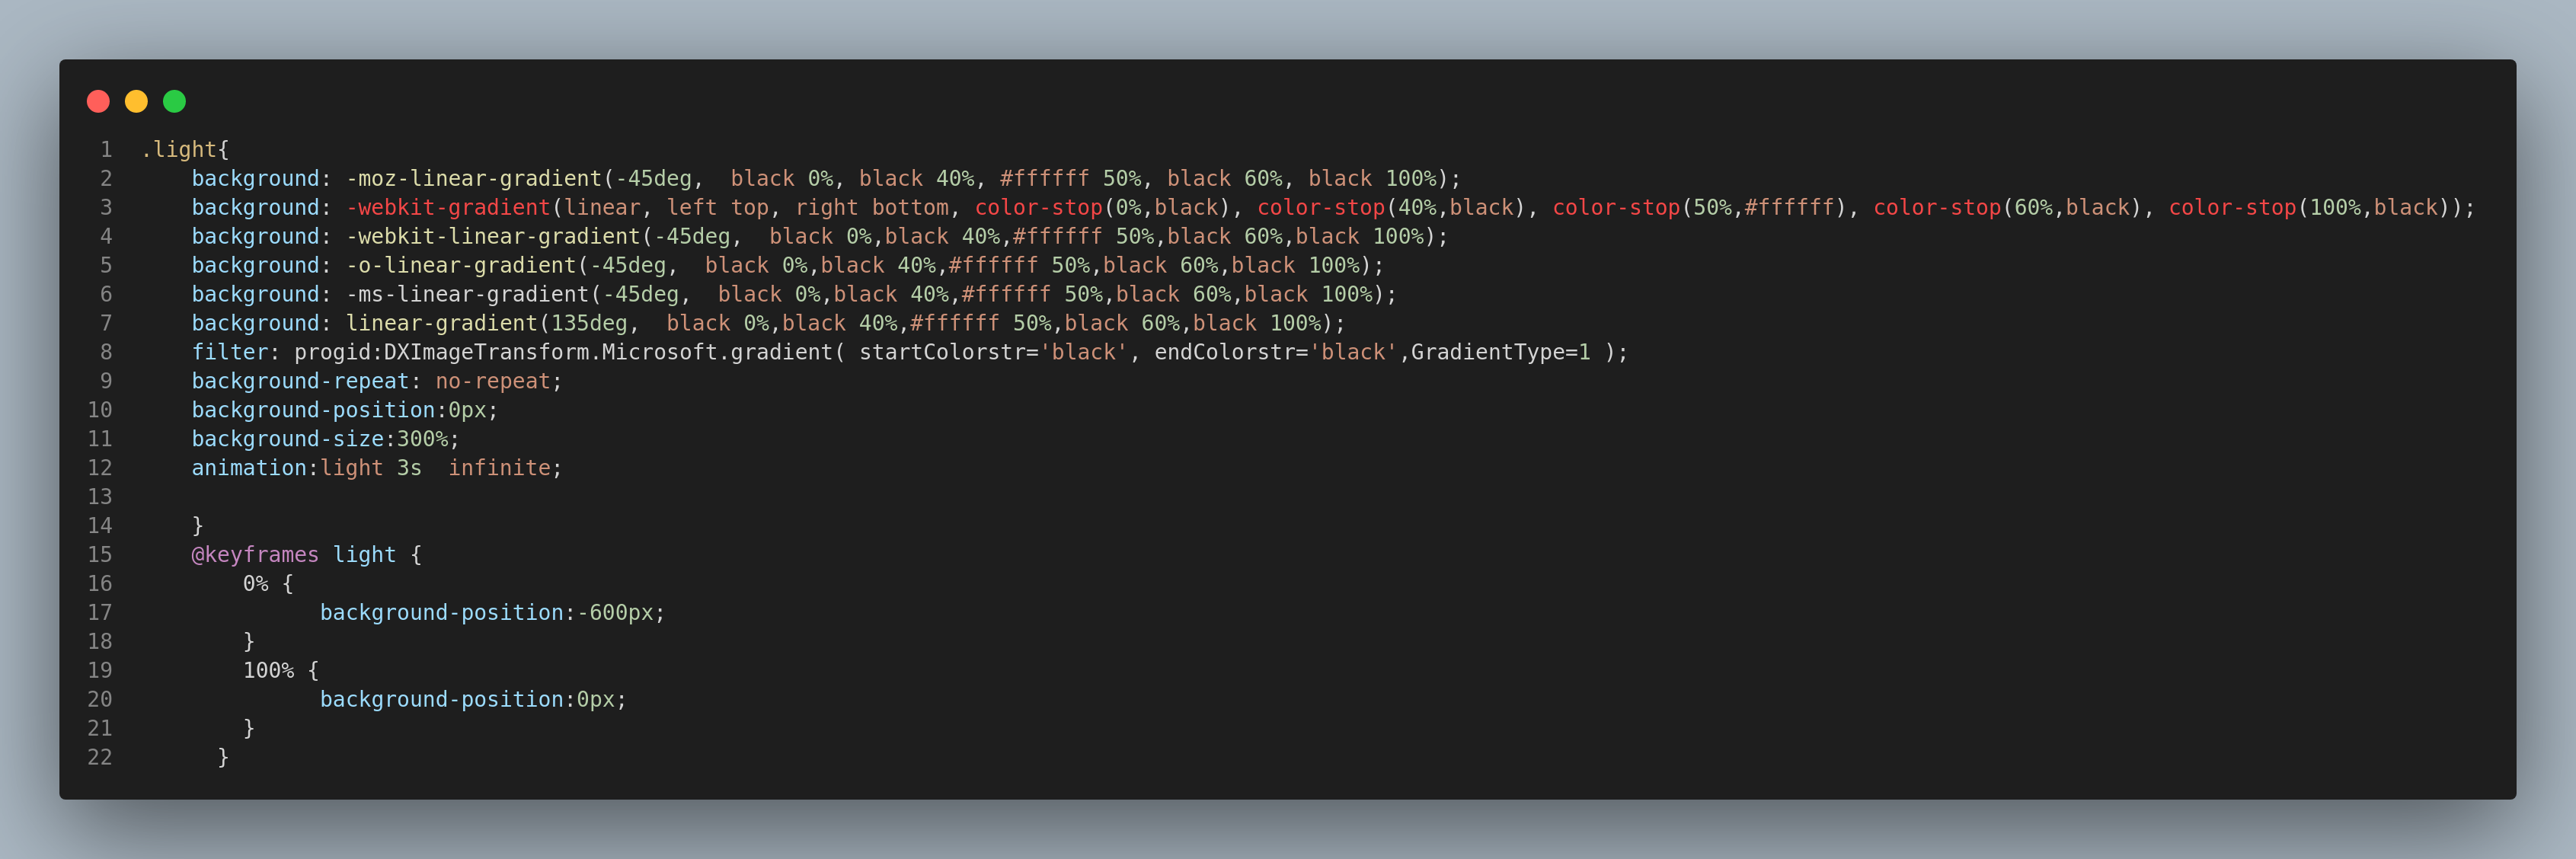 1 .light{
2     background: -moz-linear-gradient(-45deg,  black 0%, black 40%, #ffffff 50%, black 60%, black 100%);
3     background: -webkit-gradient(linear, left top, right bottom, color-stop(0%,black), color-stop(40%,black), color-stop(50%,#ffffff), color-stop(60%,black), color-stop(100%,black));
4     background: -webkit-linear-gradient(-45deg,  black 0%,black 40%,#ffffff 50%,black 60%,black 100%);
5     background: -o-linear-gradient(-45deg,  black 0%,black 40%,#ffffff 50%,black 60%,black 100%);
6     background: -ms-linear-gradient(-45deg,  black 0%,black 40%,#ffffff 50%,black 60%,black 100%);
7     background: linear-gradient(135deg,  black 0%,black 40%,#ffffff 50%,black 60%,black 100%);
8     filter: progid:DXImageTransform.Microsoft.gradient( startColorstr='black', endColorstr='black',GradientType=1 );
9     background-repeat: no-repeat;
10     background-position:0px;
11     background-size:300%;
12     animation:light 3s  infinite;
13
14     }
15     @keyframes light {
16         0% {
17               background-position:-600px;
18         }
19         100% {
20               background-position:0px;
21         }
22       }